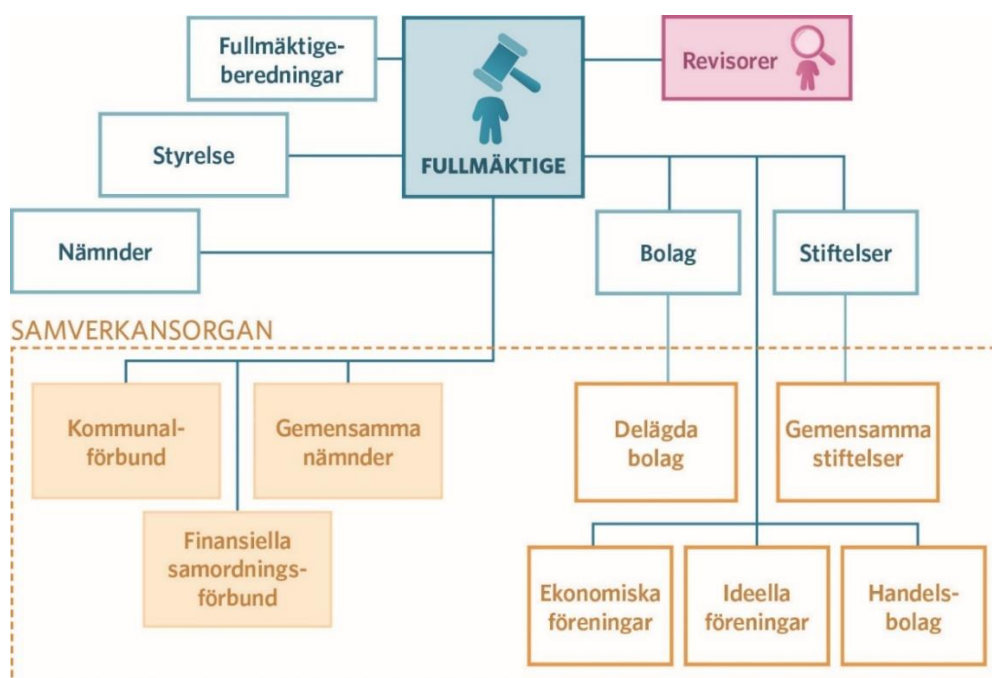 Fullmäktige-
beredningar
FULLMÄKTIGE
Revisorer
Styrelse
Nämnder
Bolag
Stiftelser
SAMVERKANSORGAN
Kommunal-
förbund
Gemensamma
nämnder
Finansiella
samordnings-
förbund
Delägda
bolag
Gemensamma
stiftelser
Ekonomiska
föreningar
Ideella
föreningar
Handels-
bolag